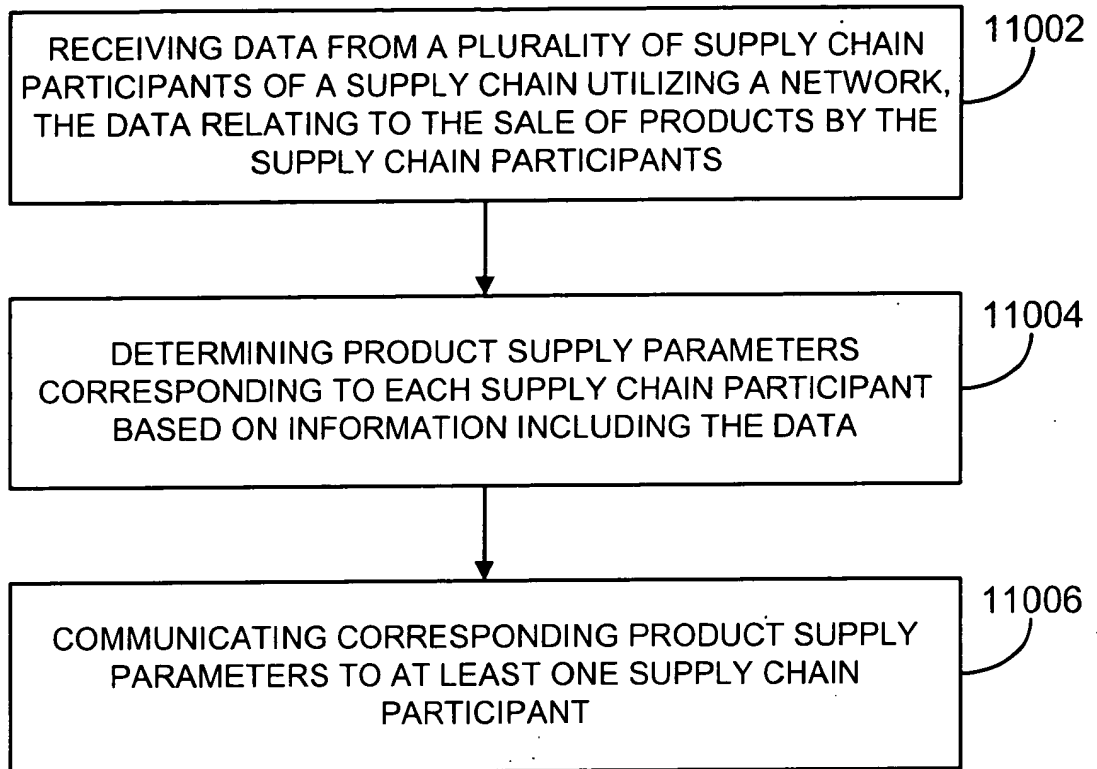 RECEIVING DATA FROM A PLURALITY OF SUPPLY CHAIN
PARTICIPANTS OF A SUPPLY CHAIN UTILIZING A NETWORK,
THE DATA RELATING TO THE SALE OF PRODUCTS BY THE
SUPPLY CHAIN PARTICIPANTS
11002
DETERMINING PRODUCT SUPPLY PARAMETERS
CORRESPONDING TO EACH SUPPLY CHAIN PARTICIPANT
BASED ON INFORMATION INCLUDING THE DATA
11004
COMMUNICATING CORRESPONDING PRODUCT SUPPLY
PARAMETERS TO AT LEAST ONE SUPPLY CHAIN
PARTICIPANT
11006